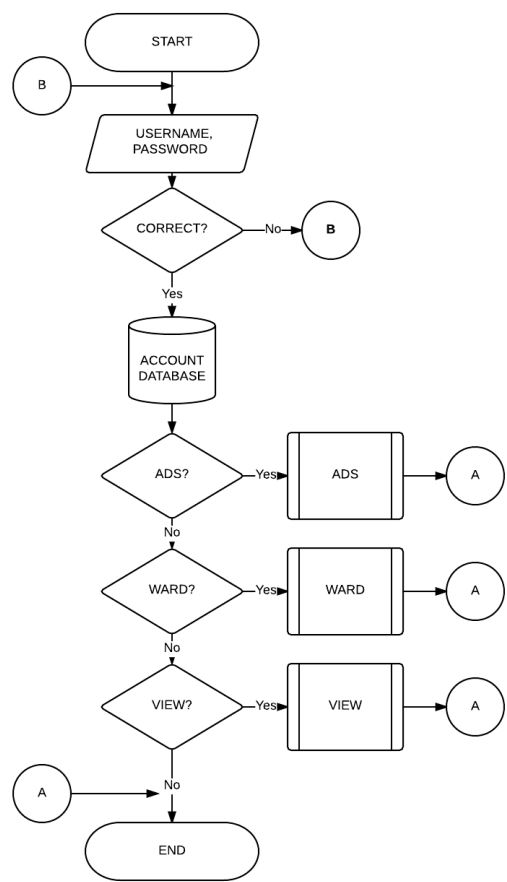 START
B
USERNAME,
PASSWORD
CORRECT?
No
B
Yes
ACCOUNT
DATABASE
ADS?
Yes
ADS
A
No
WARD?
Yes
WARD
A
No
VIEW?
Yes
VIEW
A
No
A
END